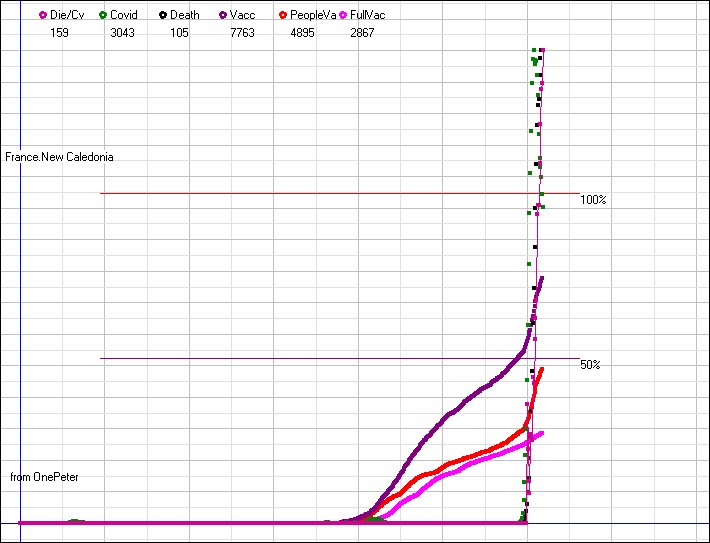 Die/Cv Covid Death Vacc PeopleVa FullVac
159 3043 105 7763 4895 2867
France.New Caledonia
100%
50%
from OnePeter